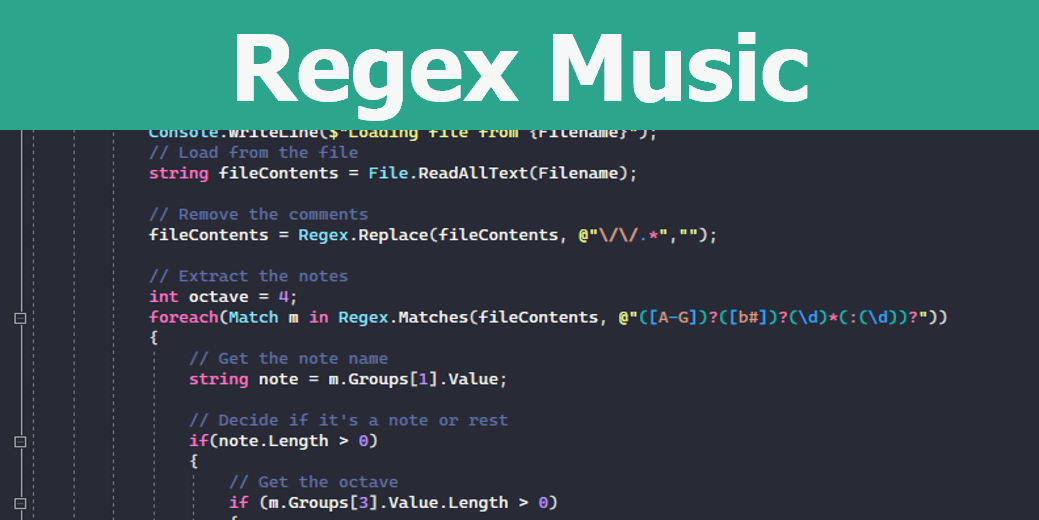 Regex Music
Console.WriteLine($"Loading file from {Filename}");
// Load from the file
string fileContents = File.ReadAllText(Filename);
// Remove the comments
fileContents = Regex.Replace(fileContents, @"\/\/.*","");
// Extract the notes
int octave = 4;
foreach(Match m in Regex.Matches(fileContents, @"([A-G])?([b#])?(\d)*(:(\d))?"))
{
// Get the note name
string note = m.Groups[1].Value;
// Decide if it's a note or rest
if(note.Length > 0)
{
// Get the octave
if (m.Groups[3].Value.Length > 0)
{